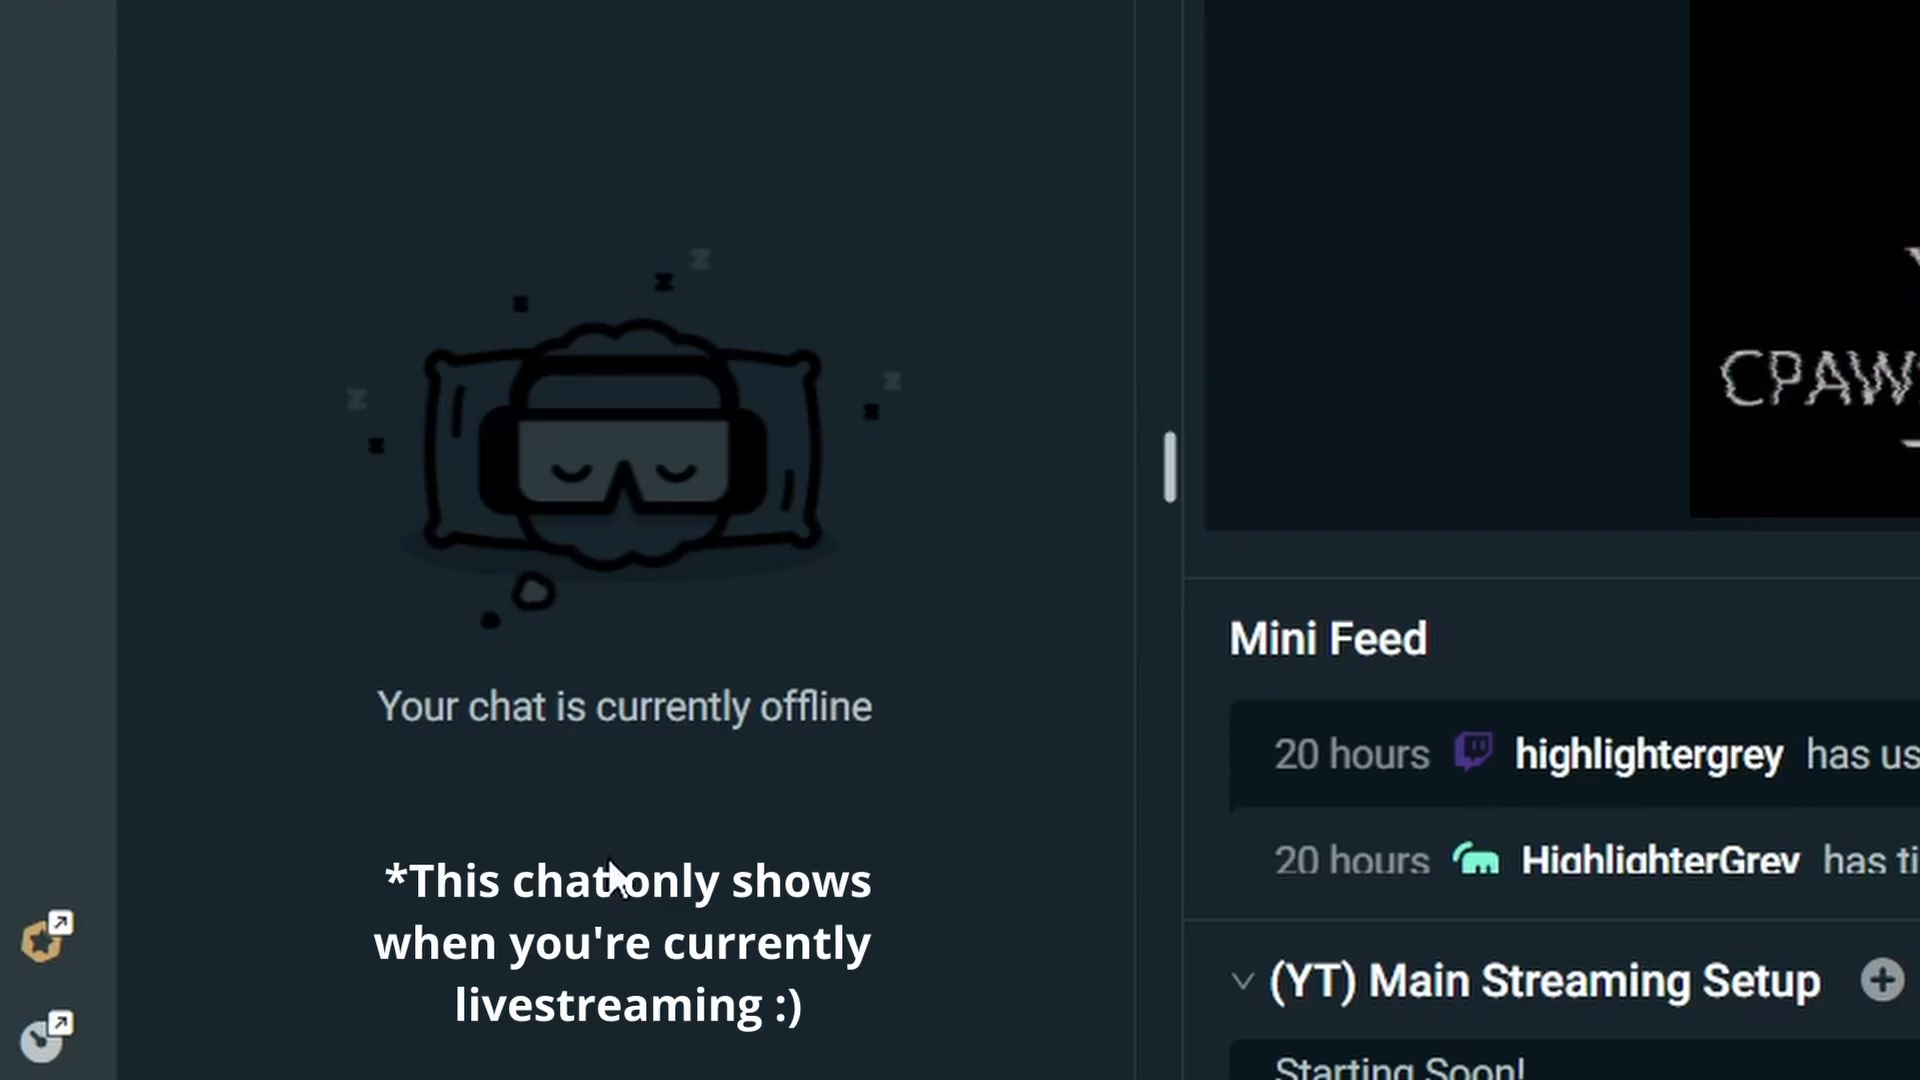 Your chat is currently offline
*This chat only shows
when you're currently
livestreaming :)
CPAW
Mini Feed
20 hours highlightergrey has us
20 hours HighlighterGrey has ti
(YT) Main Streaming Setup
Starting Soon!